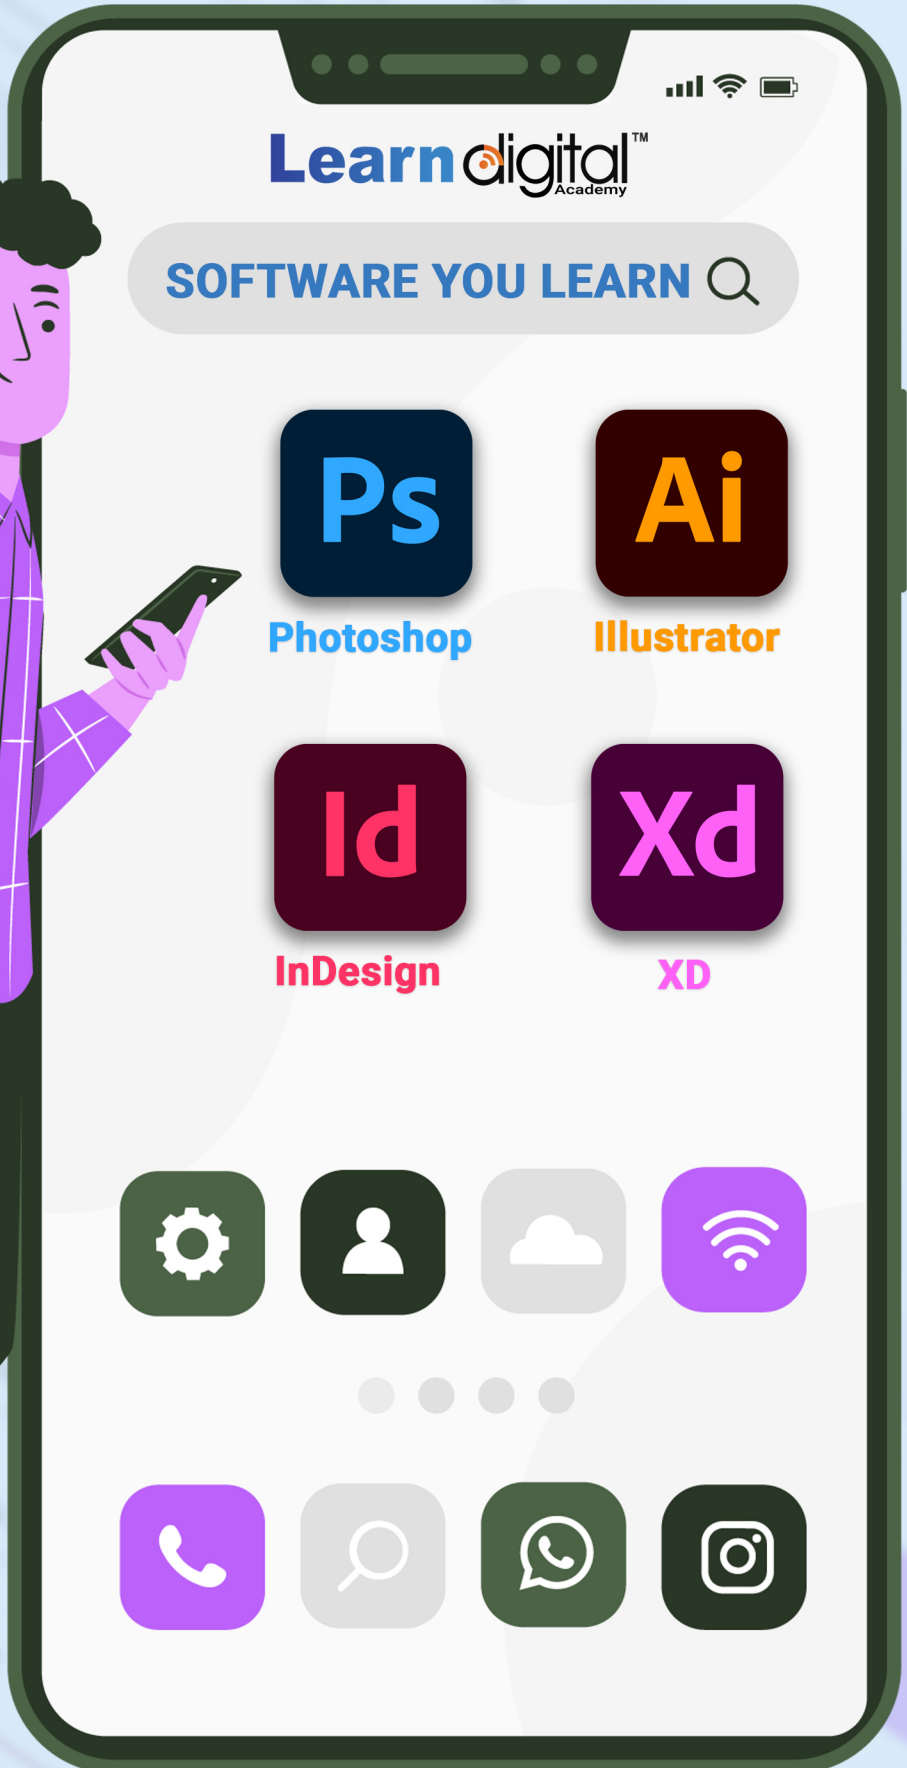 Learn digital™
Academy
SOFTWARE YOU LEARN
Ps Ai
Photoshop Illustrator
Id Xd
InDesign XD